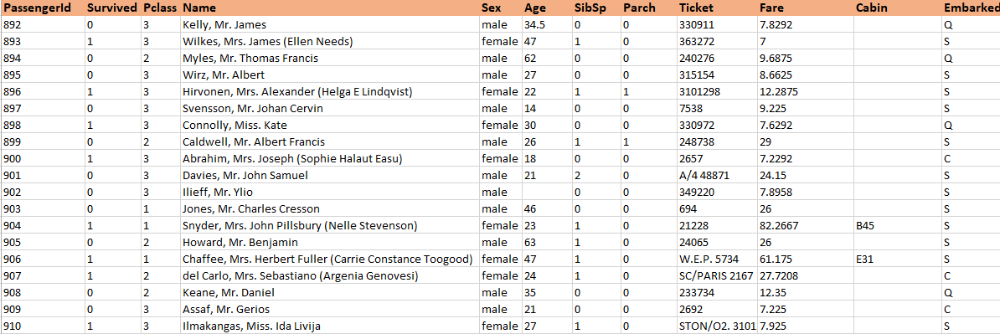 PassengerId Survived Pclass Name Sex Age SibSp Parch Ticket Fare Cabin Embarked
892 0 3 Kelly, Mr. James male 34.5 0 0 330911 7.8292 Q
893 1 3 Wilkes, Mrs. James (Ellen Needs) female 47 1 0 363272 7 S
894 0 2 Myles, Mr. Thomas Francis male 62 0 0 240276 9.6875 Q
895 0 3 Wirz, Mr. Albert male 27 0 0 315154 8.6625 S
896 1 3 Hirvonen, Mrs. Alexander (Helga E Lindqvist) female 22 1 1 3101298 12.2875 S
897 0 3 Svensson, Mr. Johan Cervin male 14 0 0 7538 9.225 S
898 1 3 Connolly, Miss. Kate female 30 0 0 330972 7.6292 Q
899 0 2 Caldwell, Mr. Albert Francis male 26 1 1 248738 29 S
900 1 3 Abrahim, Mrs. Joseph (Sophie Halaut Easu) female 18 0 0 2657 7.2292 C
901 0 3 Davies, Mr. John Samuel male 21 2 0 A/4 48871 24.15 S
902 0 3 Ilieff, Mr. Ylio male 0 0 349220 7.8958 S
903 0 1 Jones, Mr. Charles Cresson male 46 0 0 694 26 S
904 1 1 Snyder, Mrs. John Pillsbury (Nelle Stevenson) female 23 1 0 21228 82.2667 B45 S
905 0 2 Howard, Mr. Benjamin male 63 1 0 24065 26 S
906 1 1 Chaffee, Mrs. Herbert Fuller (Carrie Constance Toogood) female 47 1 0 W.E.P. 5734 61.175 E31 S
907 1 2 del Carlo, Mrs. Sebastiano (Argenia Genovesi) female 24 1 0 SC/PARIS 2167 27.7208 C
908 0 2 Keane, Mr. Daniel male 35 0 0 233734 12.35 Q
909 0 3 Assaf, Mr. Gerios male 21 0 0 2692 7.225 C
910 1 3 Ilmakangas, Miss. Ida Livija female 27 1 0 STON/O2. 3101 7.925 S